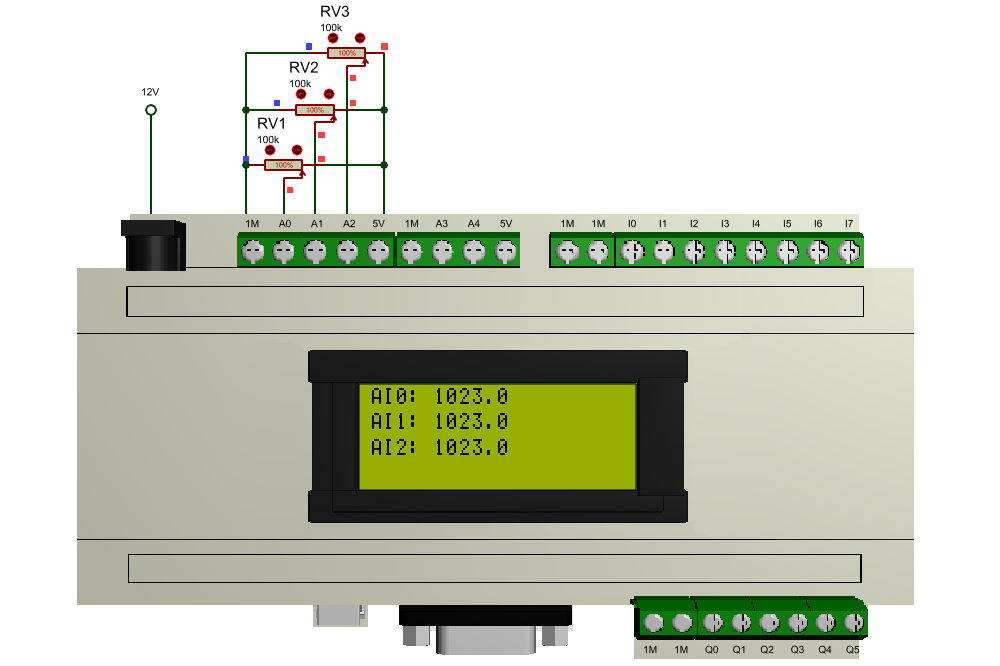 RV3
100k
100%
RV2
100k
100%
12V
RV1
100k
100%
1M A0 A1 A2 5V 1M A3 A4 5V 1M 1M I0 I1 I2 I3 I4 I5 I6 I7
AI0: 1023.0
AI1: 1023.0
AI2: 1023.0
1M 1M Q0 Q1 Q2 Q3 Q4 Q5